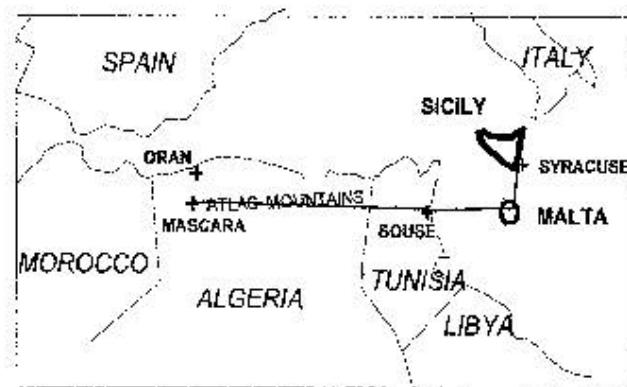 SPAIN
ITALY
SICILY
ORAN
SYRACUSE
ATLAS MOUNTAINS
MASCARA
SOUSE
MALTA
MOROCCO
ALGERIA
TUNISIA
LIBYA